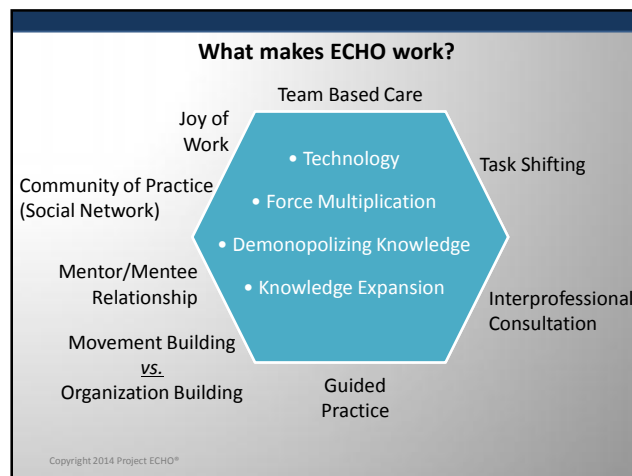 What makes ECHO work?
Team Based Care
Joy of
Work
• Technology
Task Shifting
Community of Practice
(Social Network)
• Force Multiplication
• Demonopolizing Knowledge
Mentor/Mentee
Relationship
• Knowledge Expansion
Interprofessional
Consultation
Movement Building
vs.
Organization Building
Guided
Practice
Copyright 2014 Project ECHO®